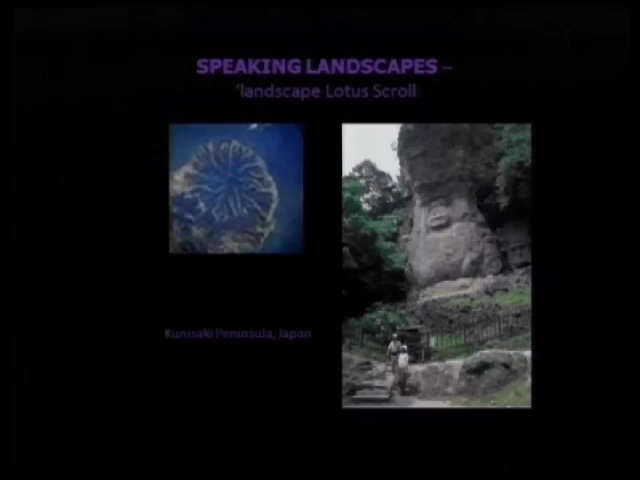 SPEAKING LANDSCAPES –
'landscape Lotus Scroll
Kunisaki Peninsula, Japan